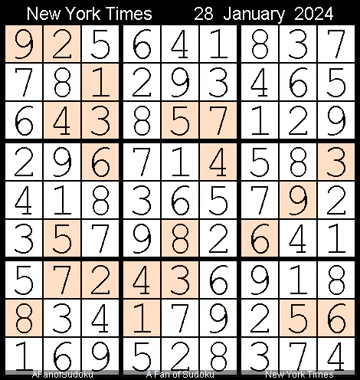 New York Times 28 January 2024
9 2 5 6 4 1 8 3 7
7 8 1 2 9 3 4 6 5
6 4 3 8 5 7 1 2 9
2 9 6 7 1 4 5 8 3
4 1 8 3 6 5 7 9 2
3 5 7 9 8 2 6 4 1
5 7 2 4 3 6 9 1 8
8 3 4 1 7 9 2 5 6
1 6 9 5 2 8 3 7 4
AFanofSudoku A Fan of Sudoku New York Times